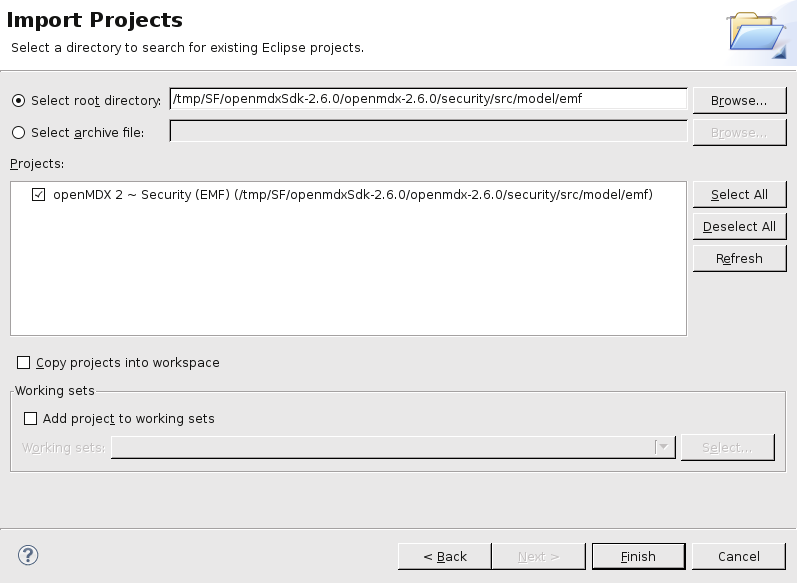 Import Projects
Select a directory to search for existing Eclipse projects.
Select root directory: /tmp/SF/openmdxSdk-2.6.0/openmdx-2.6.0/security/src/model/emf Browse...
Select archive file: Browse...
Projects:
openMDX 2 ~ Security (EMF) (/tmp/SF/openmdxSdk-2.6.0/openmdx-2.6.0/security/src/model/emf) Select All
Deselect All
Refresh
Copy projects into workspace
Working sets
Add project to working sets
Working sets: Select...
? < Back Next > Finish Cancel